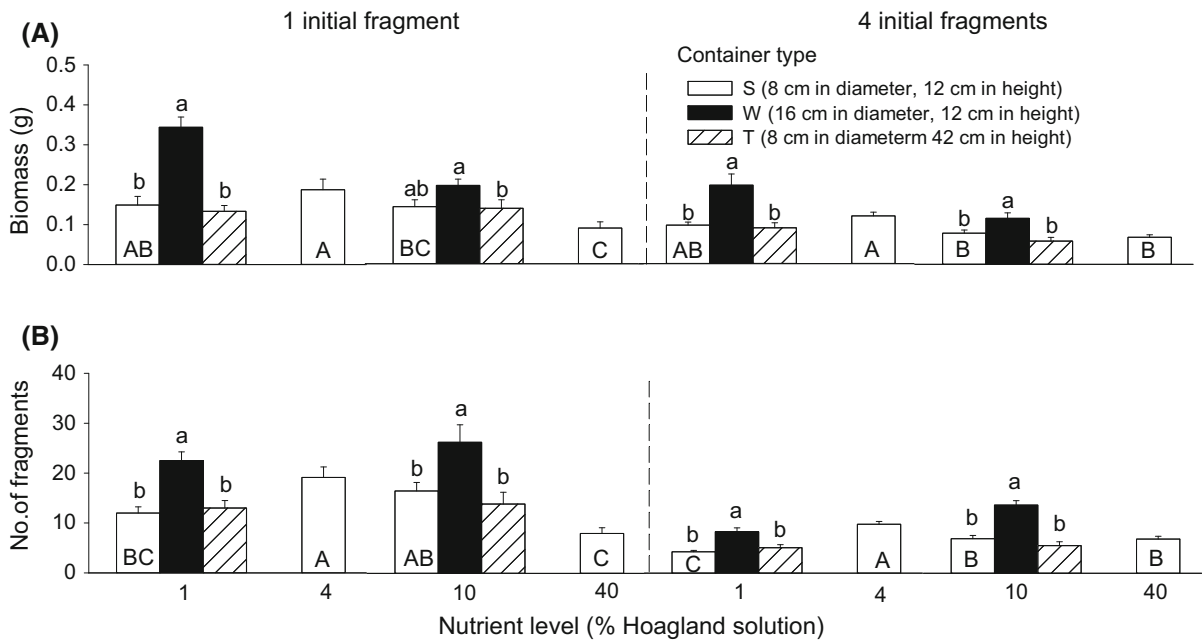 1 initial fragment
4 initial fragments
(A)
Container type
S (8 cm in diameter, 12 cm in height)
W (16 cm in diameter, 12 cm in height)
T (8 cm in diameterm 42 cm in height)
Biomass (g)
0.5
0.4
0.3
0.2
0.1
0.0
b a b
ab a b
b a b
b a b
AB A BC C AB A B B
(B)
No.of fragments
40
30
20
10
0
b a b
b a b
b a b
b a b
BC A AB C C A B B
1 4 10 40 1 4 10 40
Nutrient level (% Hoagland solution)